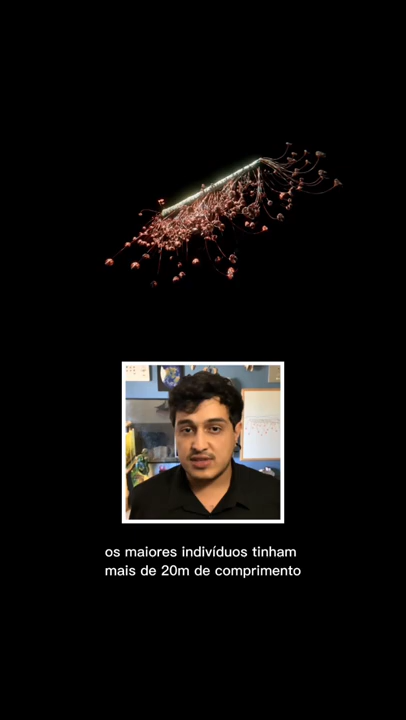 os maiores indivíduos tinham
mais de 20m de comprimento